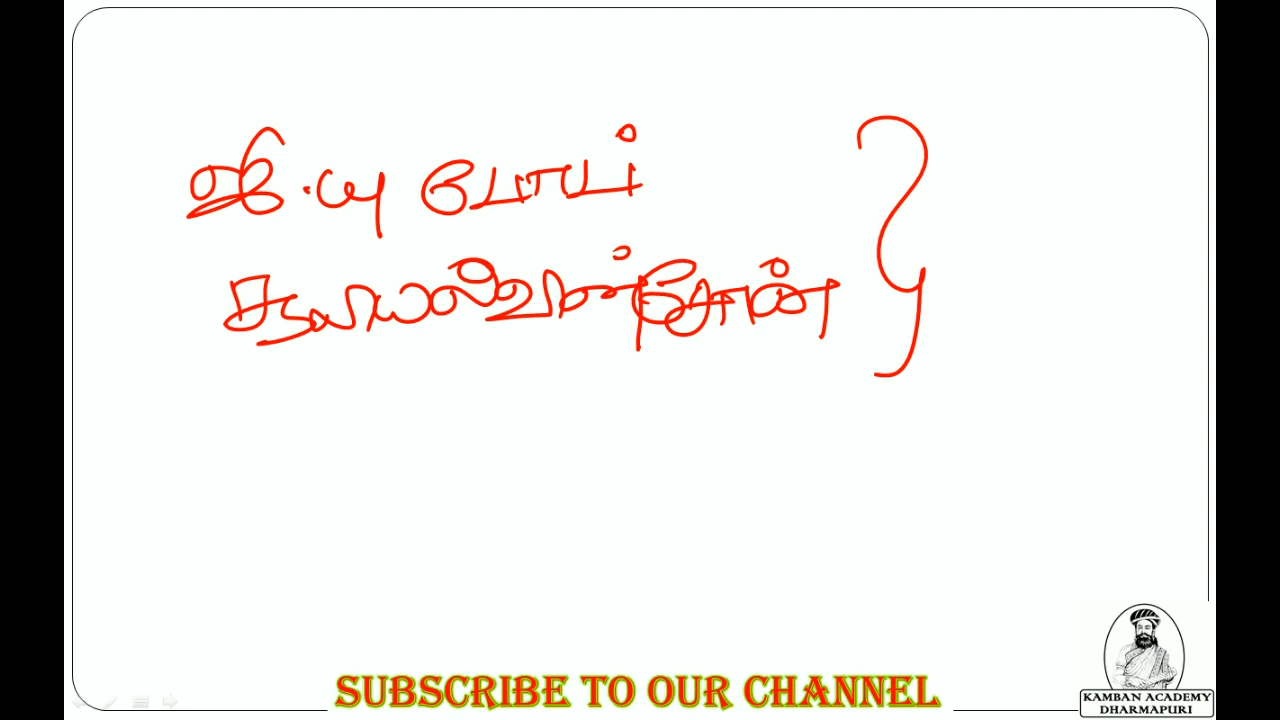 ஜி.யு போப்
SUBSCRIBE TO OUR CHANNEL
KAMBAN ACADEMY
DHARMAPURI